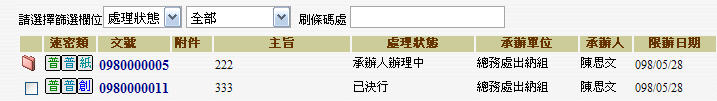 請選擇篩選欄位 處理狀態 全部 刷條碼處
速密類 文號 附件 主旨 處理狀態 承辦單位 承辦人 限辦日期
普 普 紙 0980000005 222 承辦人辦理中 總務處出納組 陳思文 098/05/28
普 普 創 0980000011 333 已決行 總務處出納組 陳思文 098/05/28